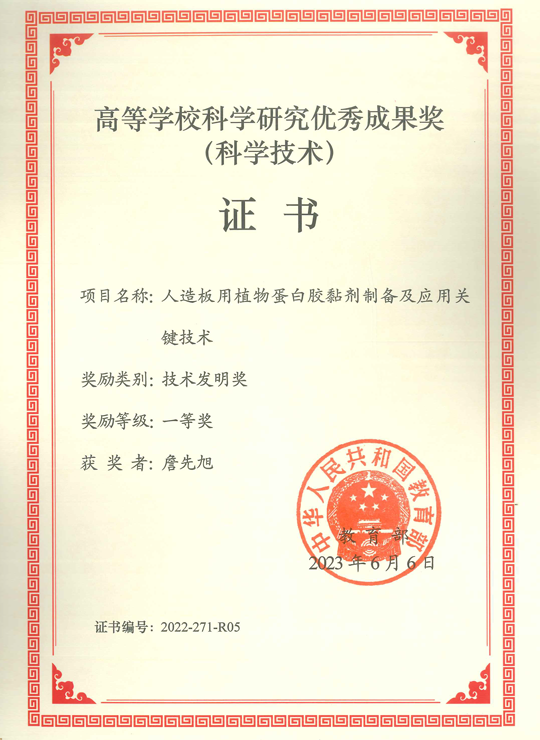 高等学校科学研究优秀成果奖
（科学技术）
证 书
项目名称：人造板用植物蛋白胶黏剂制备及应用关
键技术
奖励类别：技术发明奖
奖励等级：一等奖
获 奖 者：詹先旭
中华人民共和国教育部
教 育 部
2023 年 6 月 6 日
证书编号：2022-271-R05